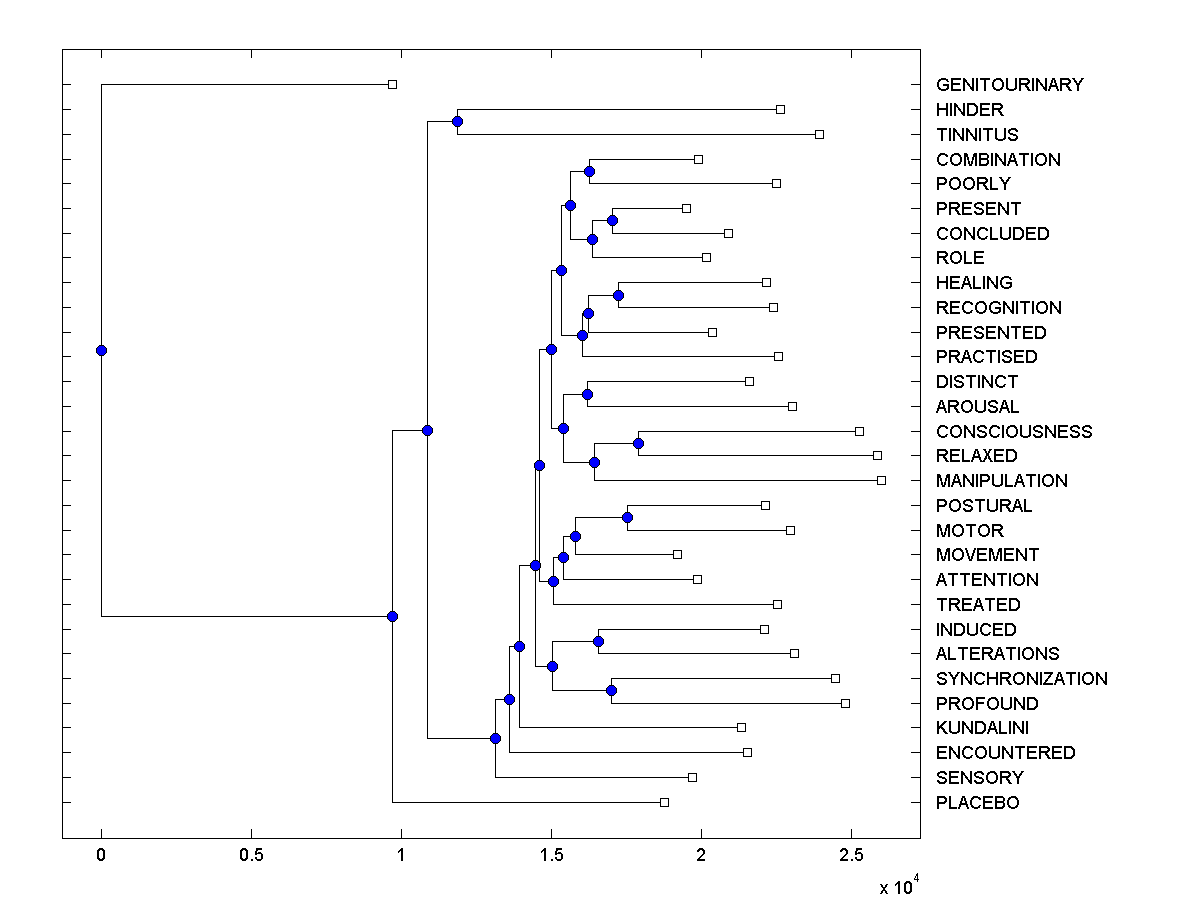 GENITOURINARY
HINDER
TINNITUS
COMBINATION
POORLY
PRESENT
CONCLUDED
ROLE
HEALING
RECOGNITION
PRESENTED
PRACTISED
DISTINCT
AROUSAL
CONSCIOUSNESS
RELAXED
MANIPULATION
POSTURAL
MOTOR
MOVEMENT
ATTENTION
TREATED
INDUCED
ALTERATIONS
SYNCHRONIZATION
PROFOUND
KUNDALINI
ENCOUNTERED
SENSORY
PLACEBO
0 0.5 1 1.5 2 2.5
x 10⁴